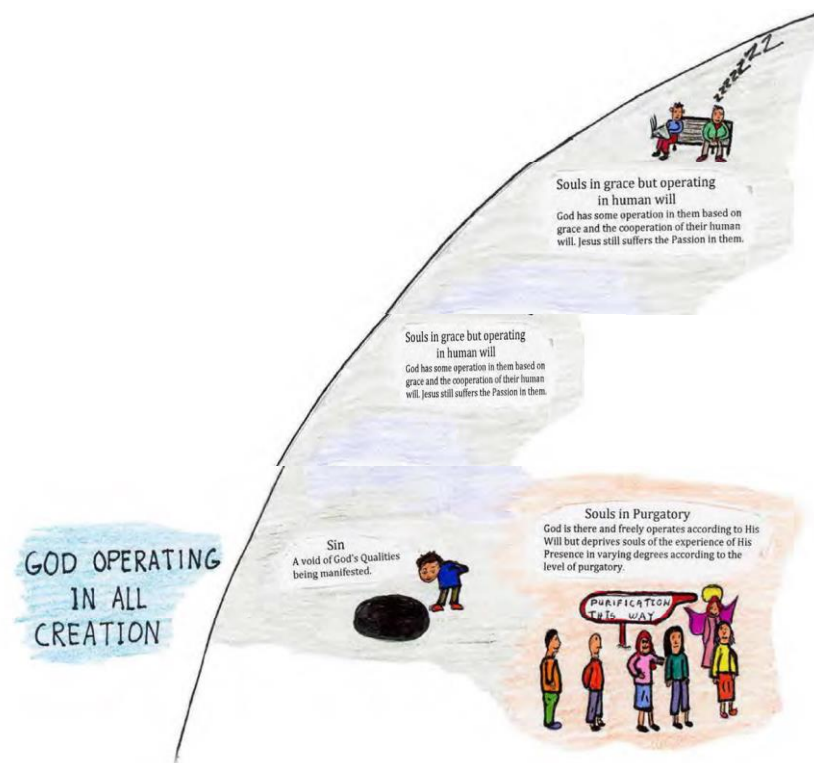 zzzzzzzZZ
Souls in grace but operating
in human will
God has some operation in them based on
grace and the cooperation of their human
will. Jesus still suffers the Passion in them.
Souls in grace but operating
in human will
God has some operation in them based on
grace and the cooperation of their human
will. Jesus still suffers the Passion in them.
GOD OPERATING
IN ALL
CREATION
Sin
A void of God's Qualities
being manifested.
Souls in Purgatory
God is there and freely operates according to His
Will but deprives souls of the experience of His
Presence in varying degrees according to the
level of purgatory.
PURIFICATION
THIS WAY